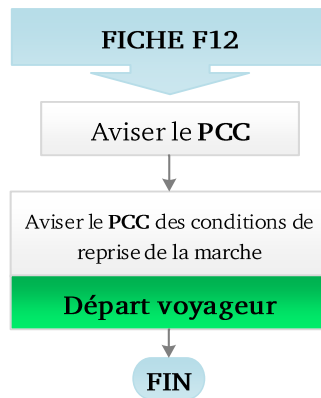 FICHE F12
Aviser le PCC
Aviser le PCC des conditions de
reprise de la marche
Départ voyageur
FIN